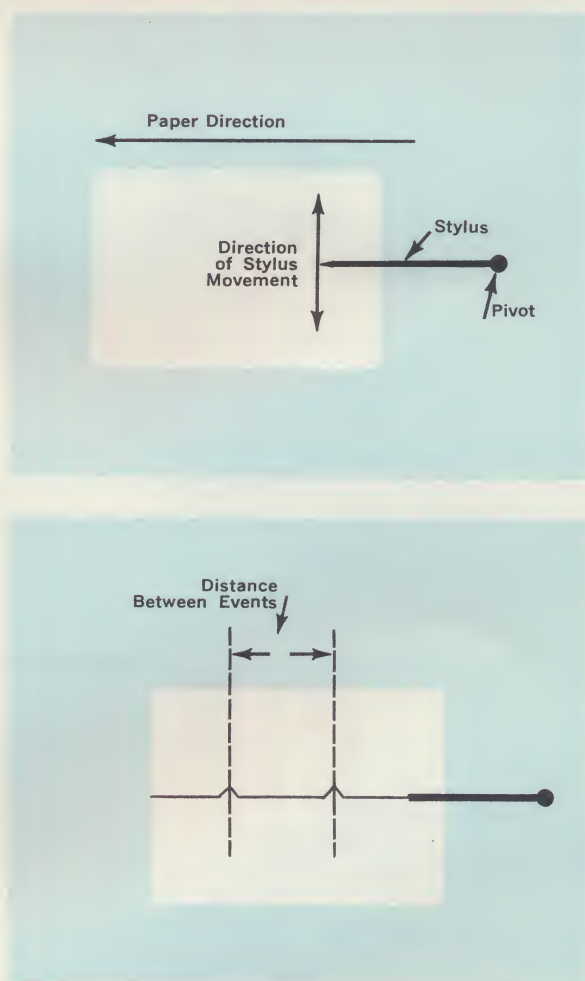 Paper Direction
Direction
of Stylus
Movement
Stylus
Pivot
Distance
Between Events